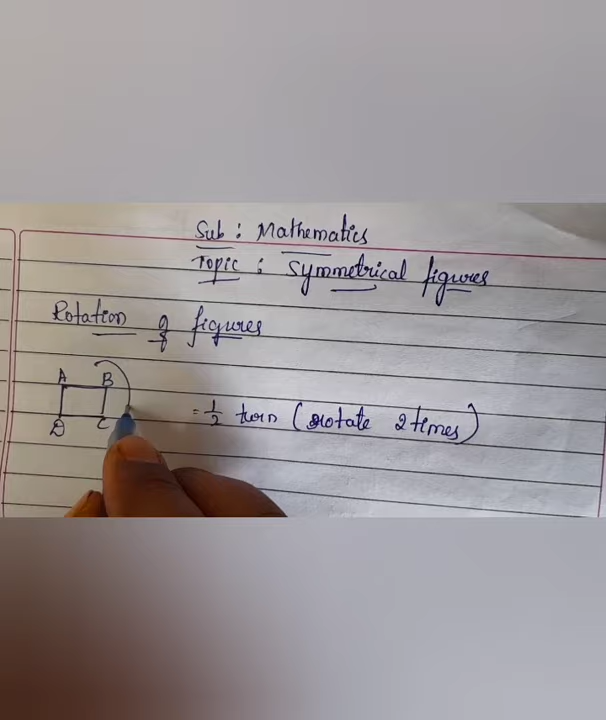 Sub : Mathematics
Topic : Symmetrical figures
Rotation of figures
A B
D C
= 1/2 turn (rotate 2 times)